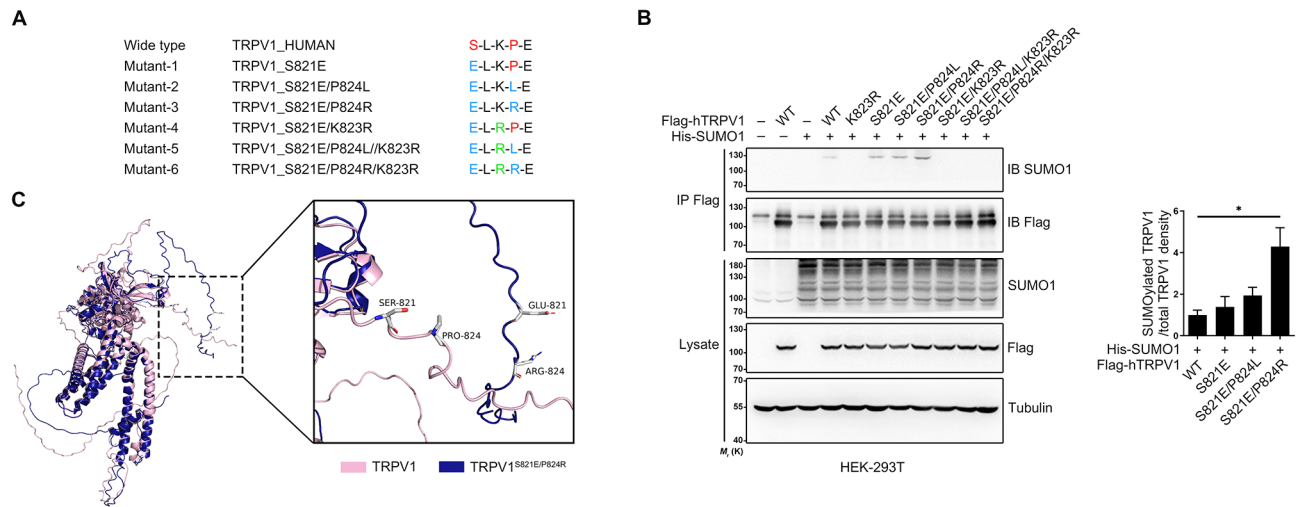 A
Wide type TRPV1_HUMAN S-L-K-P-E
Mutant-1 TRPV1_S821E E-L-K-P-E
Mutant-2 TRPV1_S821E/P824L E-L-K-L-E
Mutant-3 TRPV1_S821E/P824R E-L-K-R-E
Mutant-4 TRPV1_S821E/K823R E-L-R-P-E
Mutant-5 TRPV1_S821E/P824L//K823R E-L-R-L-E
Mutant-6 TRPV1_S821E/P824R/K823R E-L-R-R-E
B
Flag-hTRPV1 – WT – WT K823R S821E S821E/P824L S821E/P824R S821E/K823R S821E/P824L/K823R S821E/P824R/K823R
His-SUMO1 – – + + + + + + + + +
IP Flag
130
100
70
IB SUMO1
130
100
70
IB Flag
Lysate
180
130
100
SUMO1
130
100
Flag
70
55
40
Tubulin
Mr (K)
HEK-293T
SUMOylated TRPV1
/total TRPV1 density
6
4
2
0
*
His-SUMO1 + + + +
Flag-hTRPV1 WT S821E S821E/P824L S821E/P824R
C
SER-821
PRO-824
GLU-821
ARG-824
TRPV1
TRPV1S821E/P824R